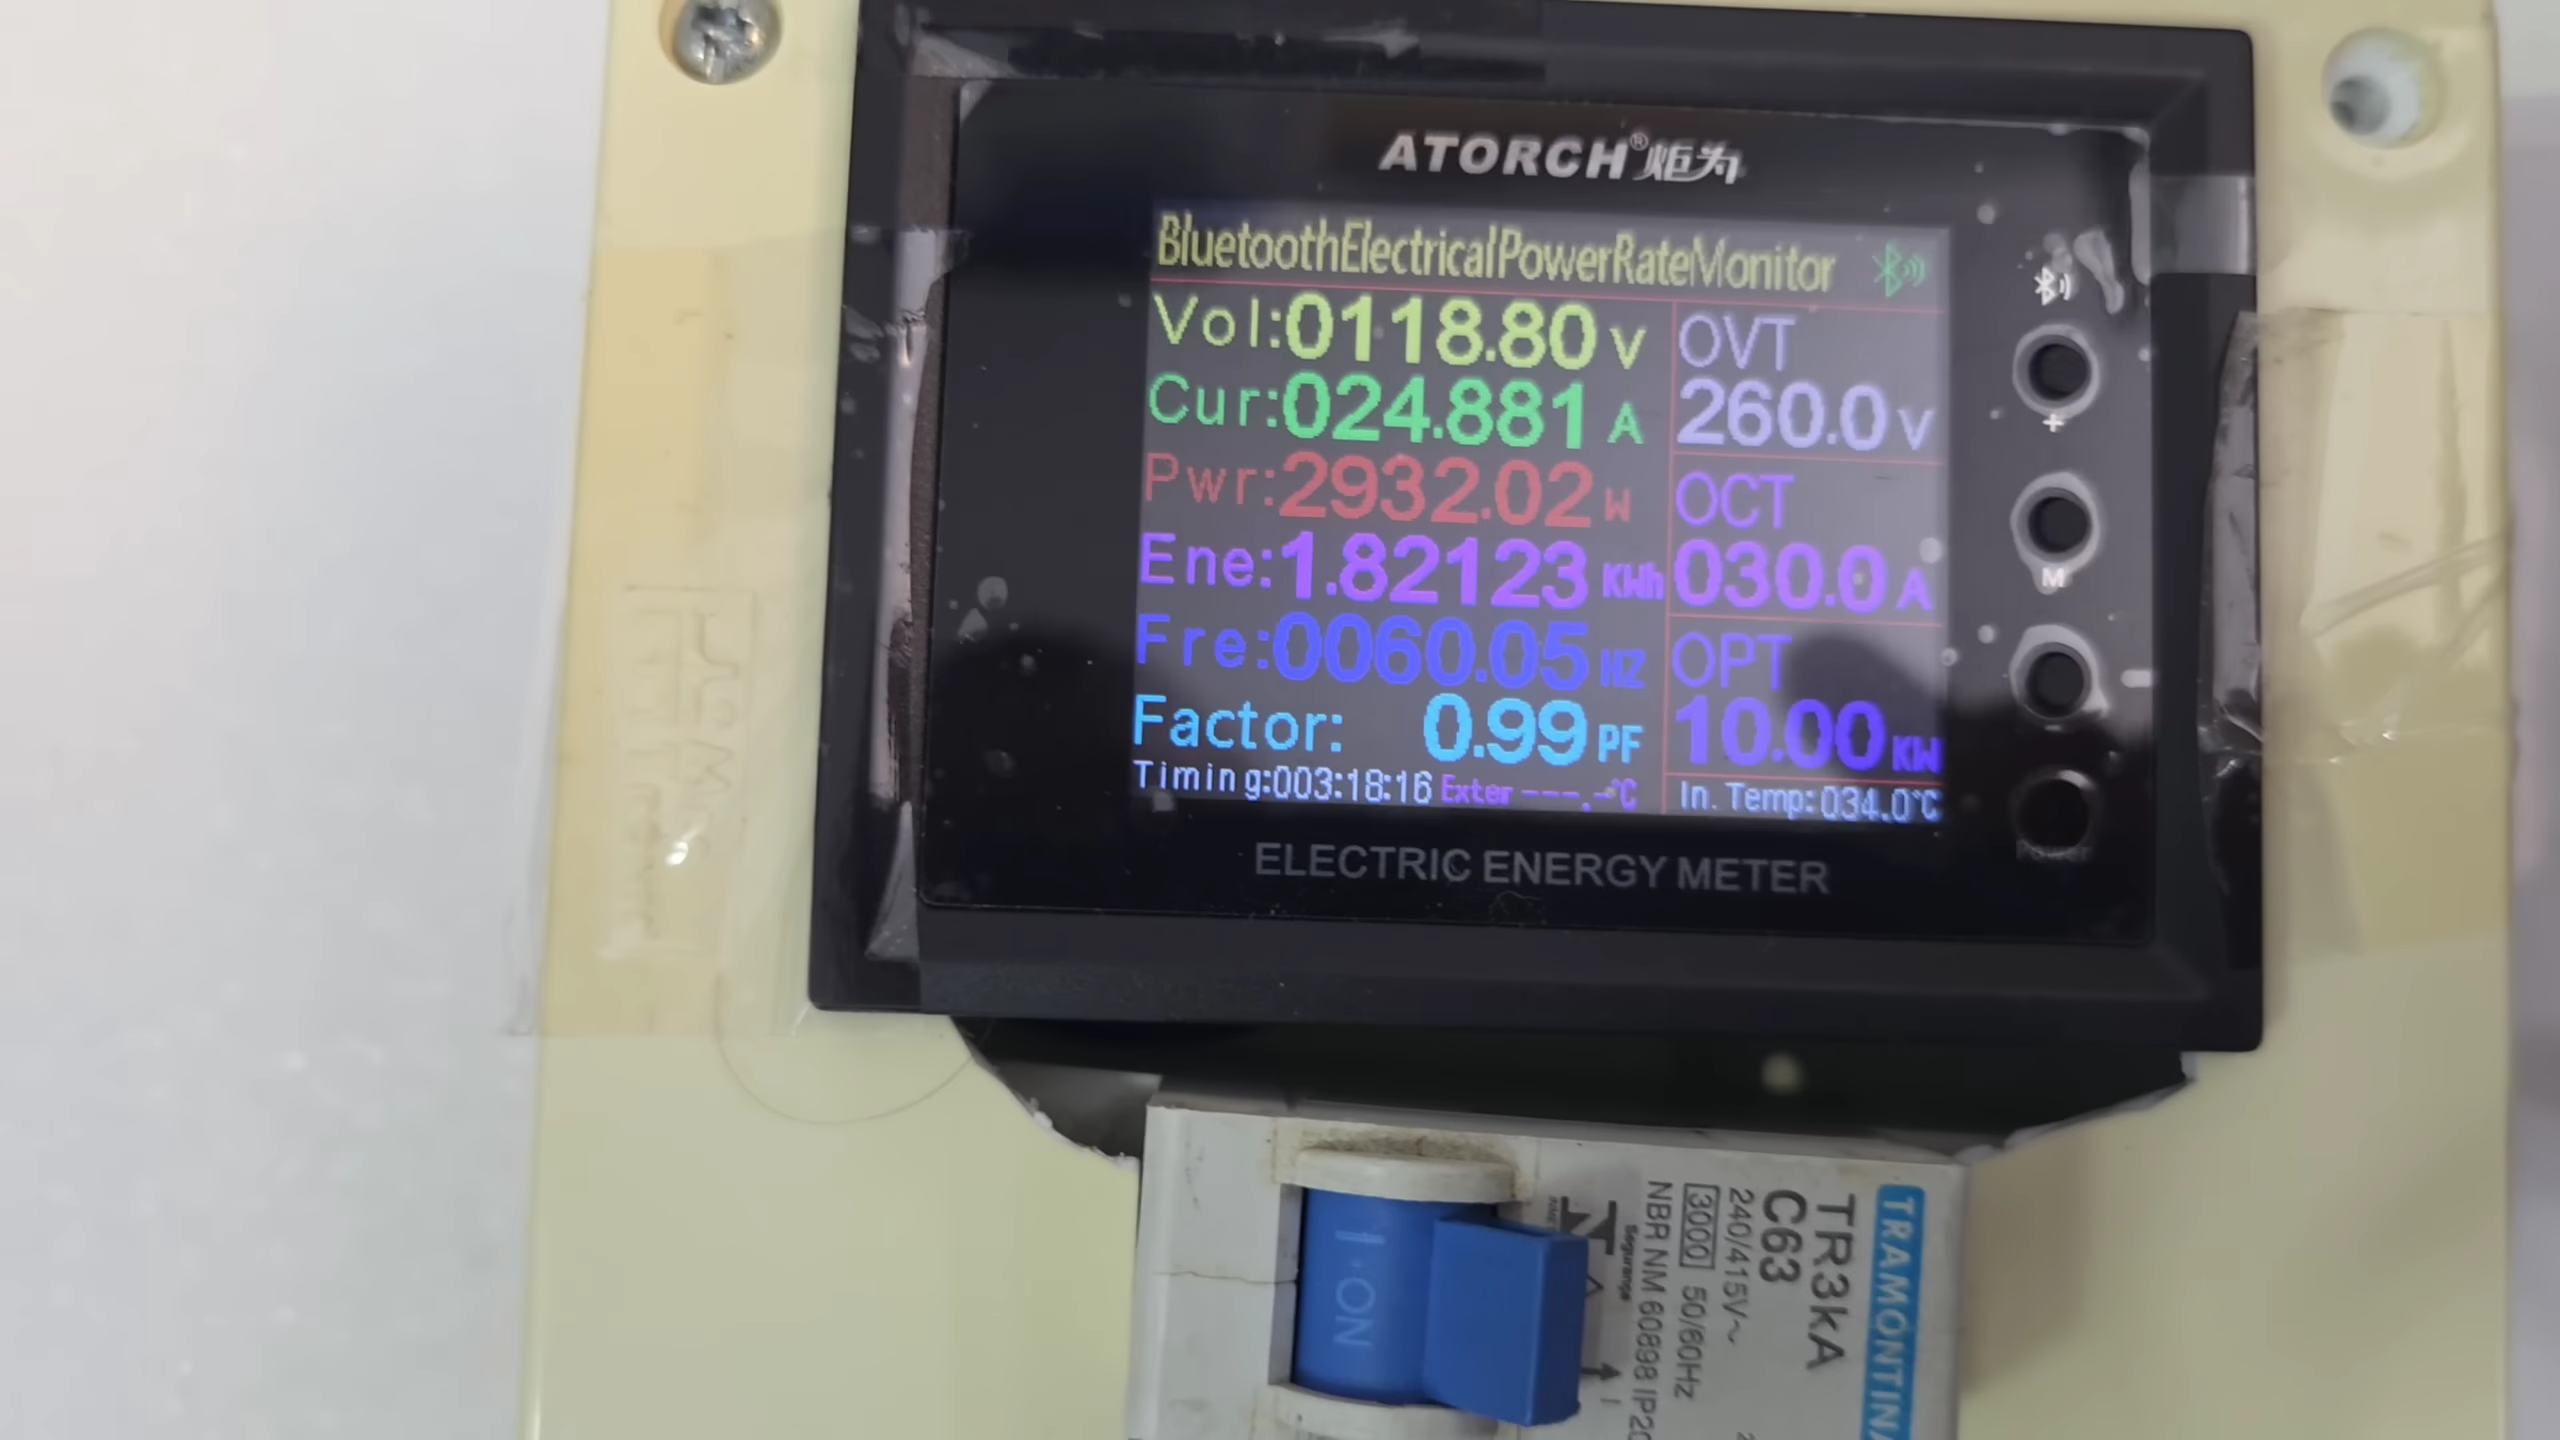 ATORCH®炬为
BluetoothElectricalPowerRateMonitor
Vol:0118.80 V
Cur:024.881 A
Pwr:2932.02 W
Ene:1.82123 KWh
Fre:0060.05 HZ
Factor: 0.99 PF
Timing:003:18:16 Exter ---.-°C
OVT
260.0 V
OCT
030.0 A
OPT
10.00 KW
In. Temp:034.0°C
+
M
Power
ELECTRIC ENERGY METER
I·ON
TRAMONTINA
TR3kA
C63
240/415V~
3000 50/60Hz
NBR NM 60898 IP20
Segurança